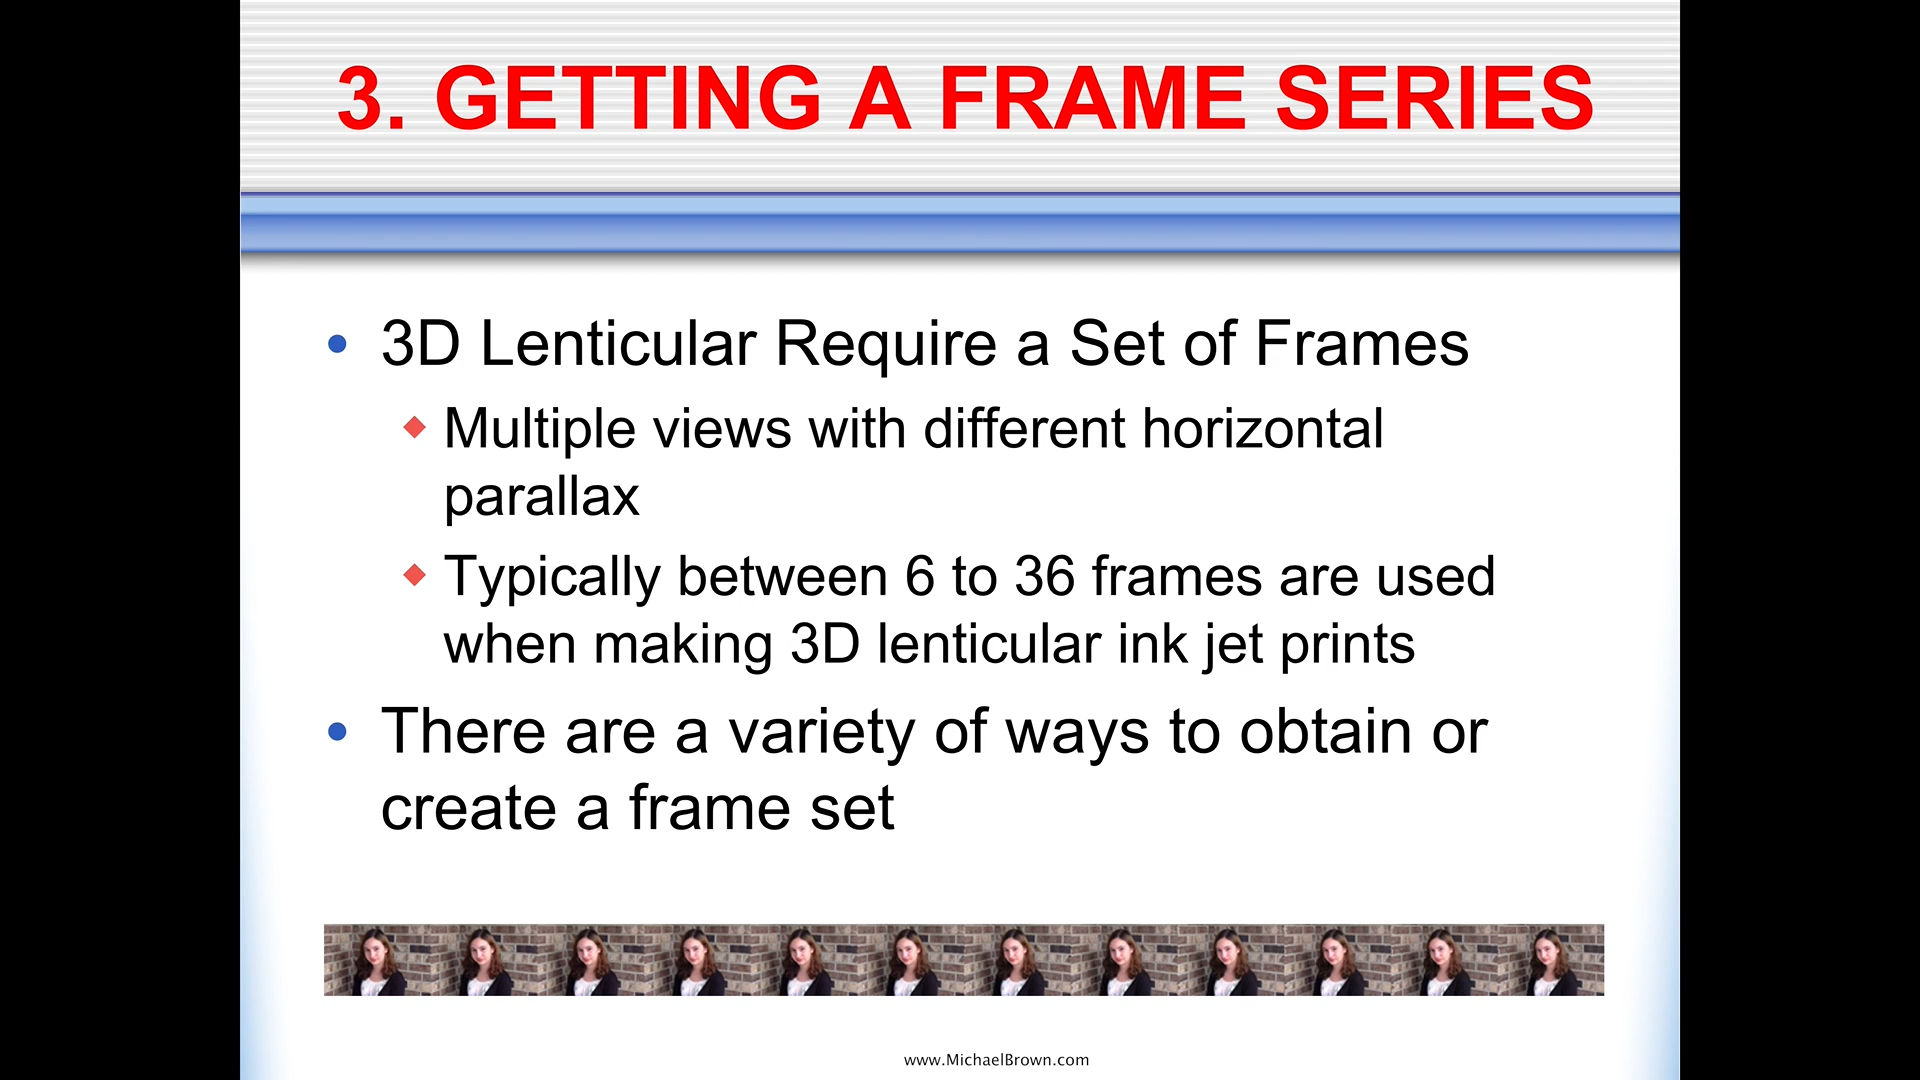 3. GETTING A FRAME SERIES
• 3D Lenticular Require a Set of Frames
◆ Multiple views with different horizontal
parallax
◆ Typically between 6 to 36 frames are used
when making 3D lenticular ink jet prints
• There are a variety of ways to obtain or
create a frame set
www.MichaelBrown.com